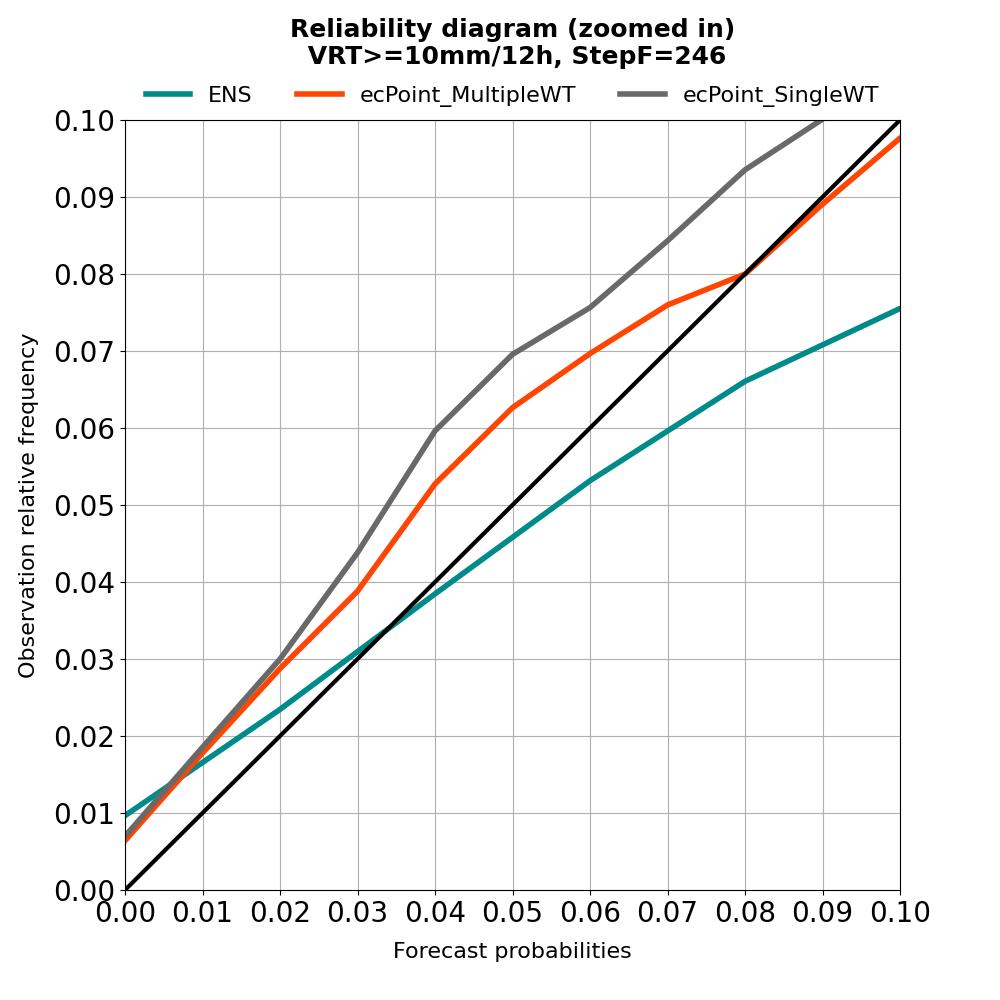 Reliability diagram (zoomed in)
VRT>=10mm/12h, StepF=246
ENS ecPoint_MultipleWT ecPoint_SingleWT
0.10
0.09
0.08
0.07
0.06
0.05
0.04
0.03
0.02
0.01
0.00
Observation relative frequency
0.00 0.01 0.02 0.03 0.04 0.05 0.06 0.07 0.08 0.09 0.10
Forecast probabilities